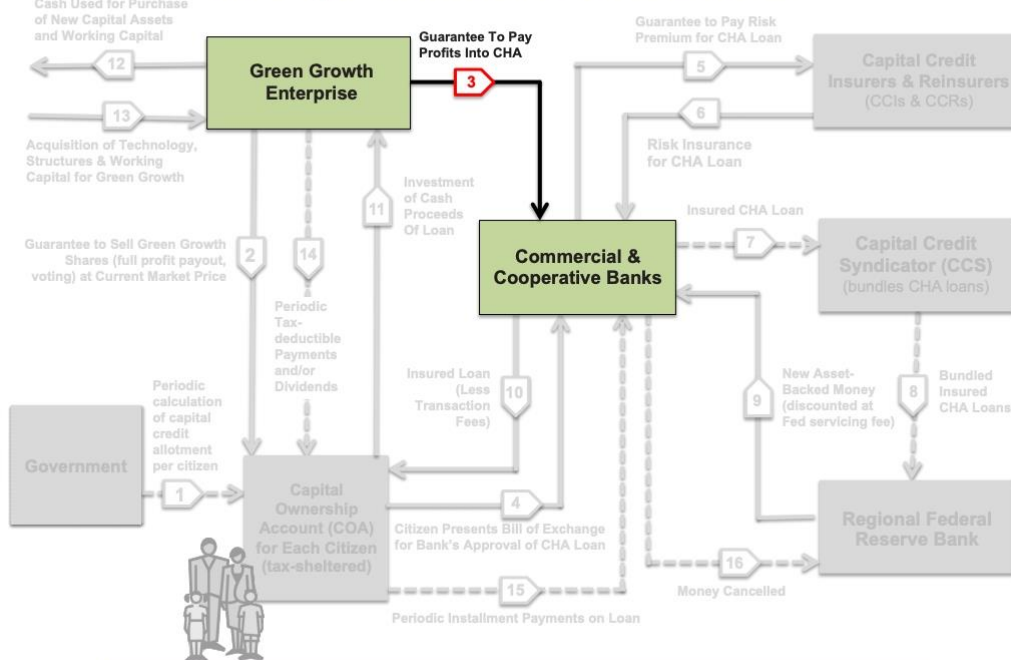 Cash Used for Purchase
of New Capital Assets
and Working Capital
12
13
Acquisition of Technology,
Structures & Working
Capital for Green Growth
Green Growth
Enterprise
Guarantee To Pay
Profits Into CHA
3
Guarantee to Pay Risk
Premium for CHA Loan
5
6
Risk Insurance
for CHA Loan
Capital Credit
Insurers & Reinsurers
(CCIs & CCRs)
Guarantee to Sell Green Growth
Shares (full profit payout,
voting) at Current Market Price
2
14
Periodic
Tax-
deductible
Payments
and/or
Dividends
11
Investment
of Cash
Proceeds
Of Loan
Commercial &
Cooperative Banks
Insured CHA Loan
7
Capital Credit
Syndicator (CCS)
(bundles CHA loans)
Insured Loan
(Less
Transaction
Fees)
10
New Asset-
Backed Money
(discounted at
Fed servicing fee)
9
8
Bundled
Insured
CHA Loans
Government
Periodic
calculation
of capital
credit
allotment
per citizen
1
Capital
Ownership
Account (COA)
for Each Citizen
(tax-sheltered)
4
Citizen Presents Bill of Exchange
for Bank's Approval of CHA Loan
15
Periodic Installment Payments on Loan
16
Money Cancelled
Regional Federal
Reserve Bank